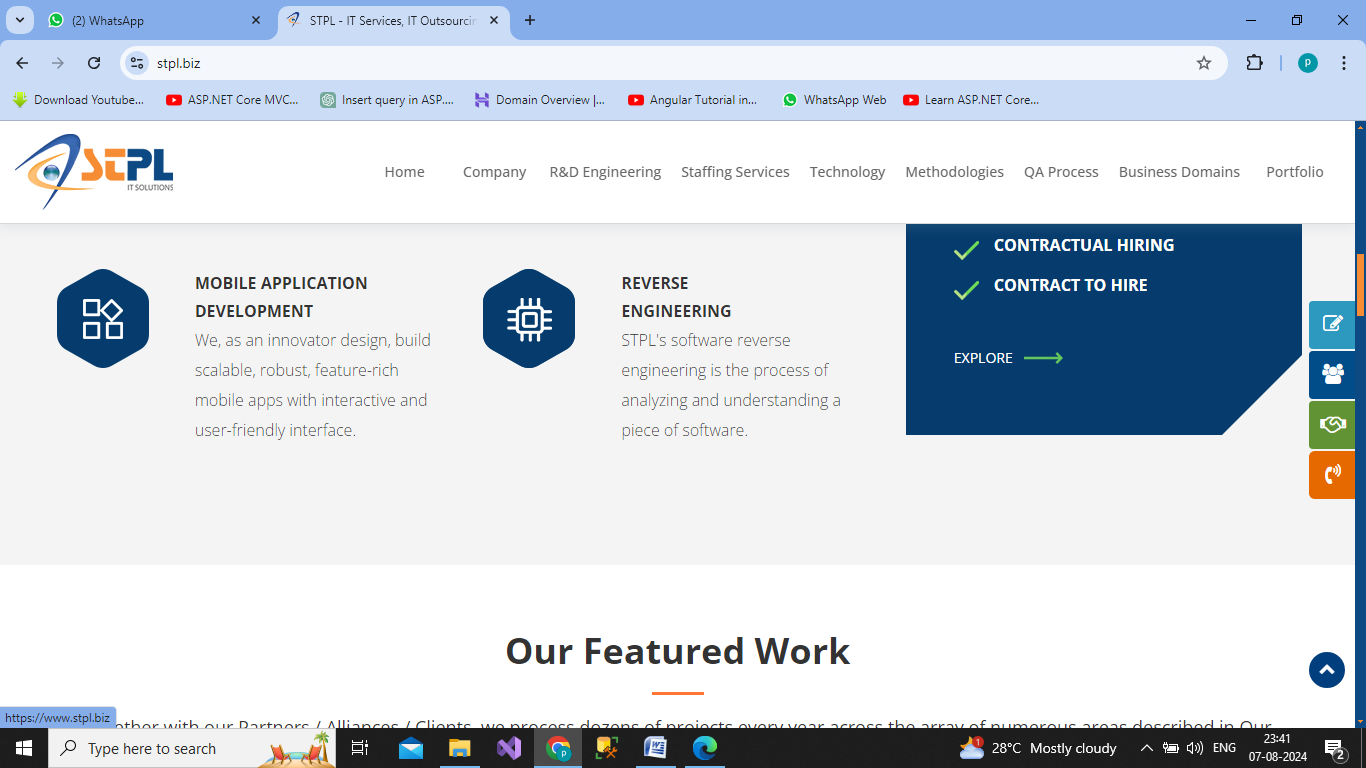 (2) WhatsApp
STPL - IT Services, IT Outsourcin
stpl.biz
P
Download Youtube...
ASP.NET Core MVC...
Insert query in ASP....
Domain Overview |...
Angular Tutorial in...
WhatsApp Web
Learn ASP.NET Core...
STPL
IT SOLUTIONS
Home
Company
R&D Engineering
Staffing Services
Technology
Methodologies
QA Process
Business Domains
Portfolio
MOBILE APPLICATION
DEVELOPMENT
We, as an innovator design, build
scalable, robust, feature-rich
mobile apps with interactive and
user-friendly interface.
REVERSE
ENGINEERING
STPL's software reverse
engineering is the process of
analyzing and understanding a
piece of software.
CONTRACTUAL HIRING
CONTRACT TO HIRE
EXPLORE
Our Featured Work
with our Partners / Alliances / Clients, we process dozens of projects every year across the array of numerous areas described in Our
https://www.stpl.biz
Type here to search
28°C Mostly cloudy
ENG
23:41
07-08-2024
1
2